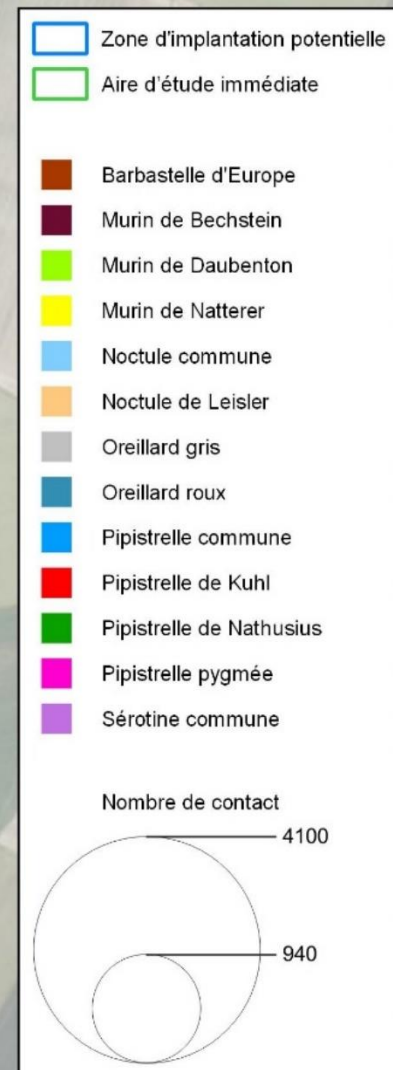 Zone d'implantation potentielle
Aire d'étude immédiate
Barbastelle d'Europe
Murin de Bechstein
Murin de Daubenton
Murin de Natterer
Noctule commune
Noctule de Leisler
Oreillard gris
Oreillard roux
Pipistrelle commune
Pipistrelle de Kuhl
Pipistrelle de Nathusius
Pipistrelle pygmée
Sérotine commune
Nombre de contact
4100
940